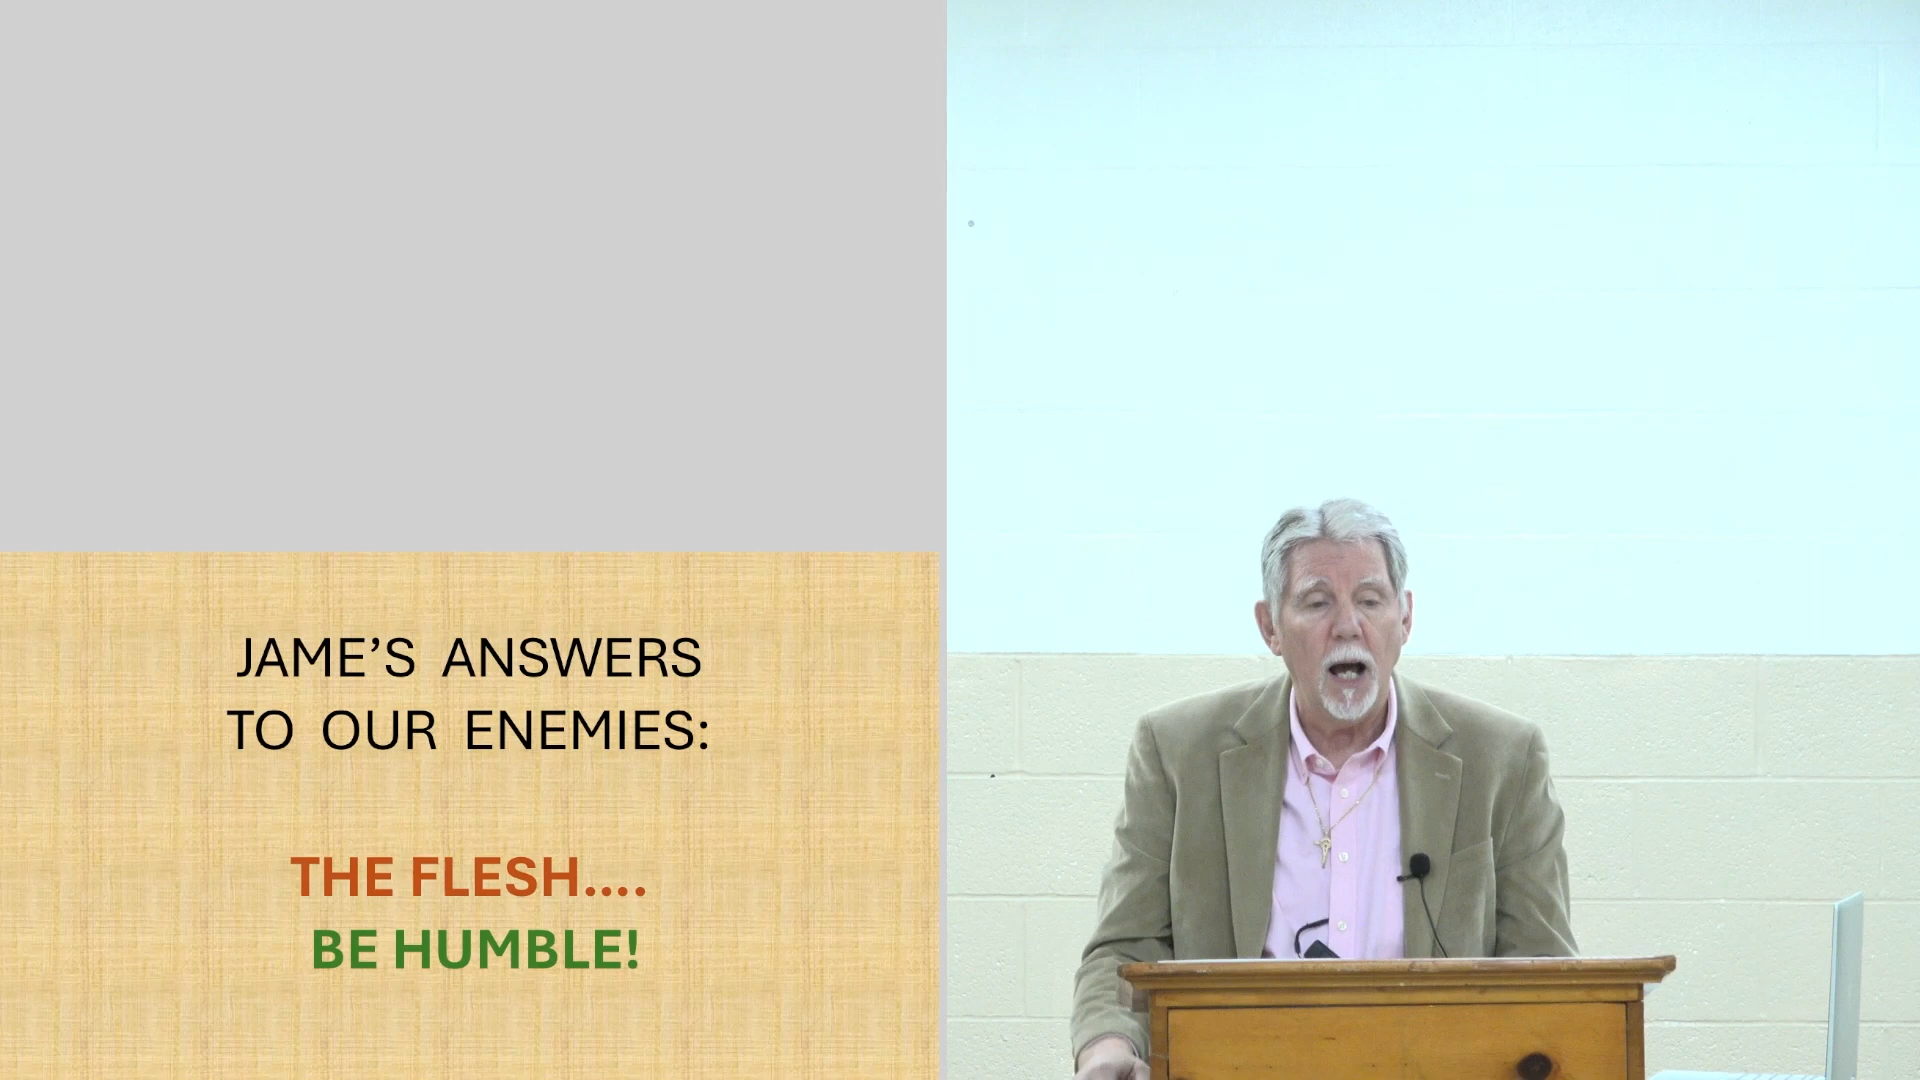 JAME’S ANSWERS
TO OUR ENEMIES:
THE FLESH....
BE HUMBLE!